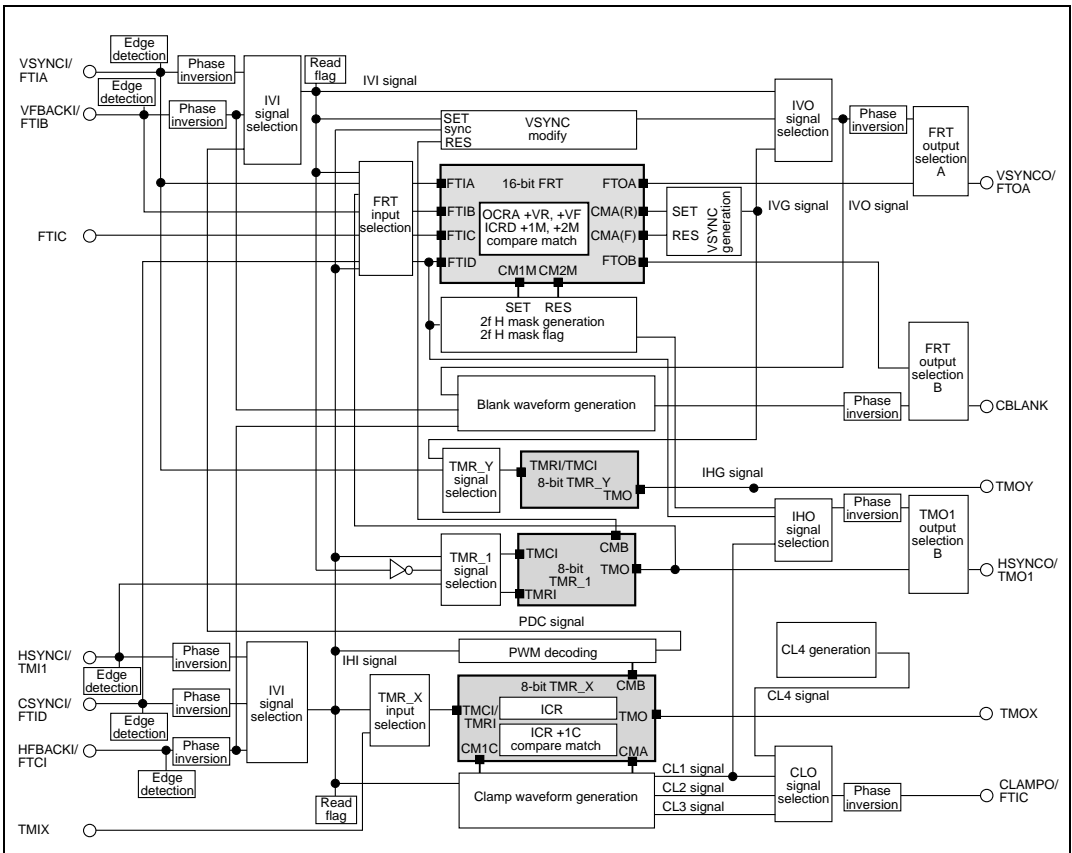 VSYNCI/
FTIA
Edge
detection
Phase
inversion
IVI
signal
selection
Read
flag
IVI signal
VFBACKI/
FTIB
Edge
detection
Phase
inversion
SET
sync
RES
VSYNC
modify
IVO
signal
selection
Phase
inversion
FRT
output
selection
A
VSYNCO/
FTOA
IVG signal
IVO signal
FTIC
FRT
input
selection
FTIA
FTIB
FTIC
FTID
16-bit FRT
OCRA +VR, +VF
ICRD +1M, +2M
compare match
FTOA
CMA(R)
CMA(F)
FTOB
CM1M CM2M
SET
RES
VSYNC
generation
SET RES
2f H mask generation
2f H mask flag
FRT
output
selection
B
Blank waveform generation
Phase
inversion
CBLANK
TMR_Y
signal
selection
TMRI/TMCI
8-bit TMR_Y
TMO
IHG signal
TMOY
IHO
signal
selection
Phase
inversion
TMO1
output
selection
B
HSYNCO/
TMO1
TMR_1
signal
selection
TMCI
TMRI
8-bit
TMR_1
CMB
TMO
PDC signal
HSYNCI/
TMI1
Edge
detection
Phase
inversion
IVI
signal
selection
IHI signal
PWM decoding
CL4 generation
CL4 signal
CSYNCI/
FTID
Edge
detection
Phase
inversion
TMR_X
input
selection
8-bit TMR_X
CMB
TMCI/
TMRI
ICR
TMO
ICR +1C
compare match
CM1C
CMA
TMOX
HFBACKI/
FTCI
Edge
detection
Phase
inversion
Read
flag
Clamp waveform generation
CL1 signal
CL2 signal
CL3 signal
CLO
signal
selection
Phase
inversion
CLAMPO/
FTIC
TMIX